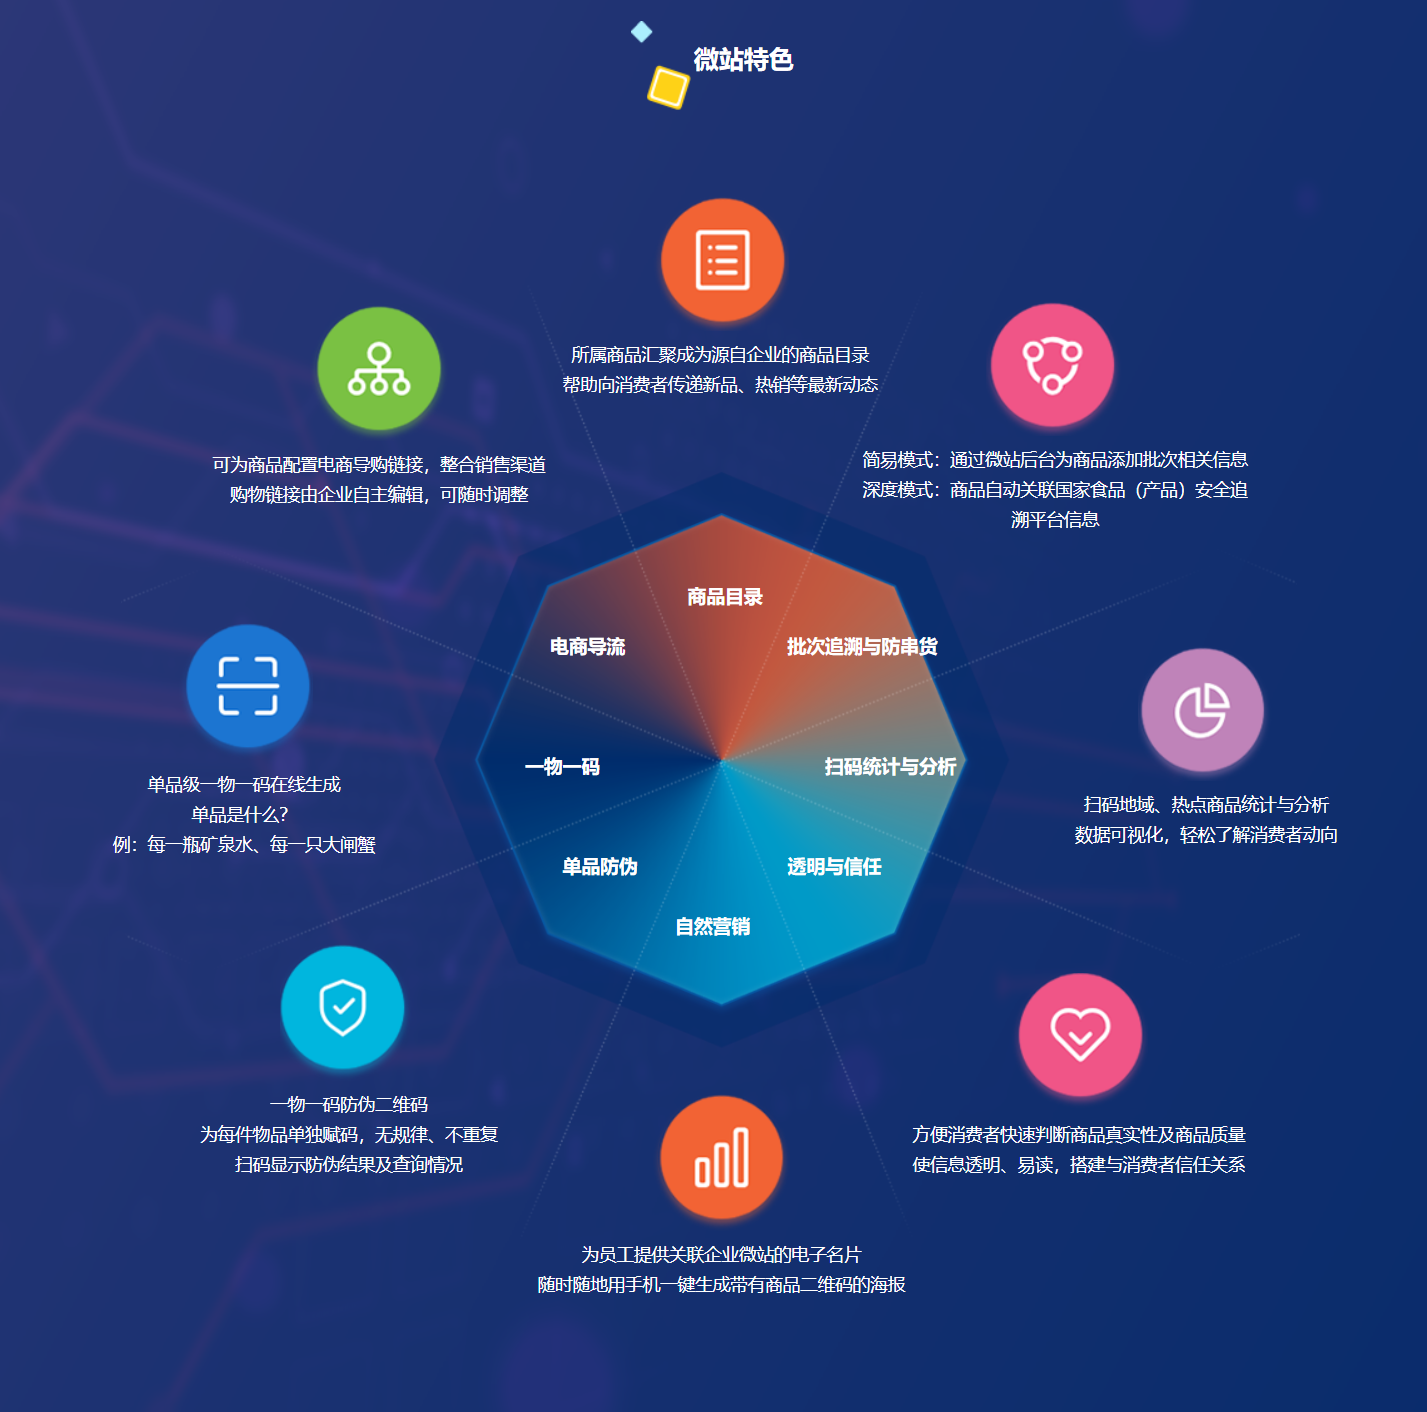 微站特色
所属商品汇聚成为源自企业的商品目录
帮助向消费者传递新品、热销等最新动态
可为商品配置电商导购链接，整合销售渠道
购物链接由企业自主编辑，可随时调整
简易模式：通过微站后台为商品添加批次相关信息
深度模式：商品自动关联国家食品（产品）安全追
溯平台信息
商品目录
电商导流
批次追溯与防串货
一物一码
扫码统计与分析
单品防伪
透明与信任
自然营销
单品级一物一码在线生成
单品是什么？
例：每一瓶矿泉水、每一只大闸蟹
扫码地域、热点商品统计与分析
数据可视化，轻松了解消费者动向
一物一码防伪二维码
为每件物品单独赋码，无规律、不重复
扫码显示防伪结果及查询情况
方便消费者快速判断商品真实性及商品质量
使信息透明、易读，搭建与消费者信任关系
为员工提供关联企业微站的电子名片
随时随地用手机一键生成带有商品二维码的海报